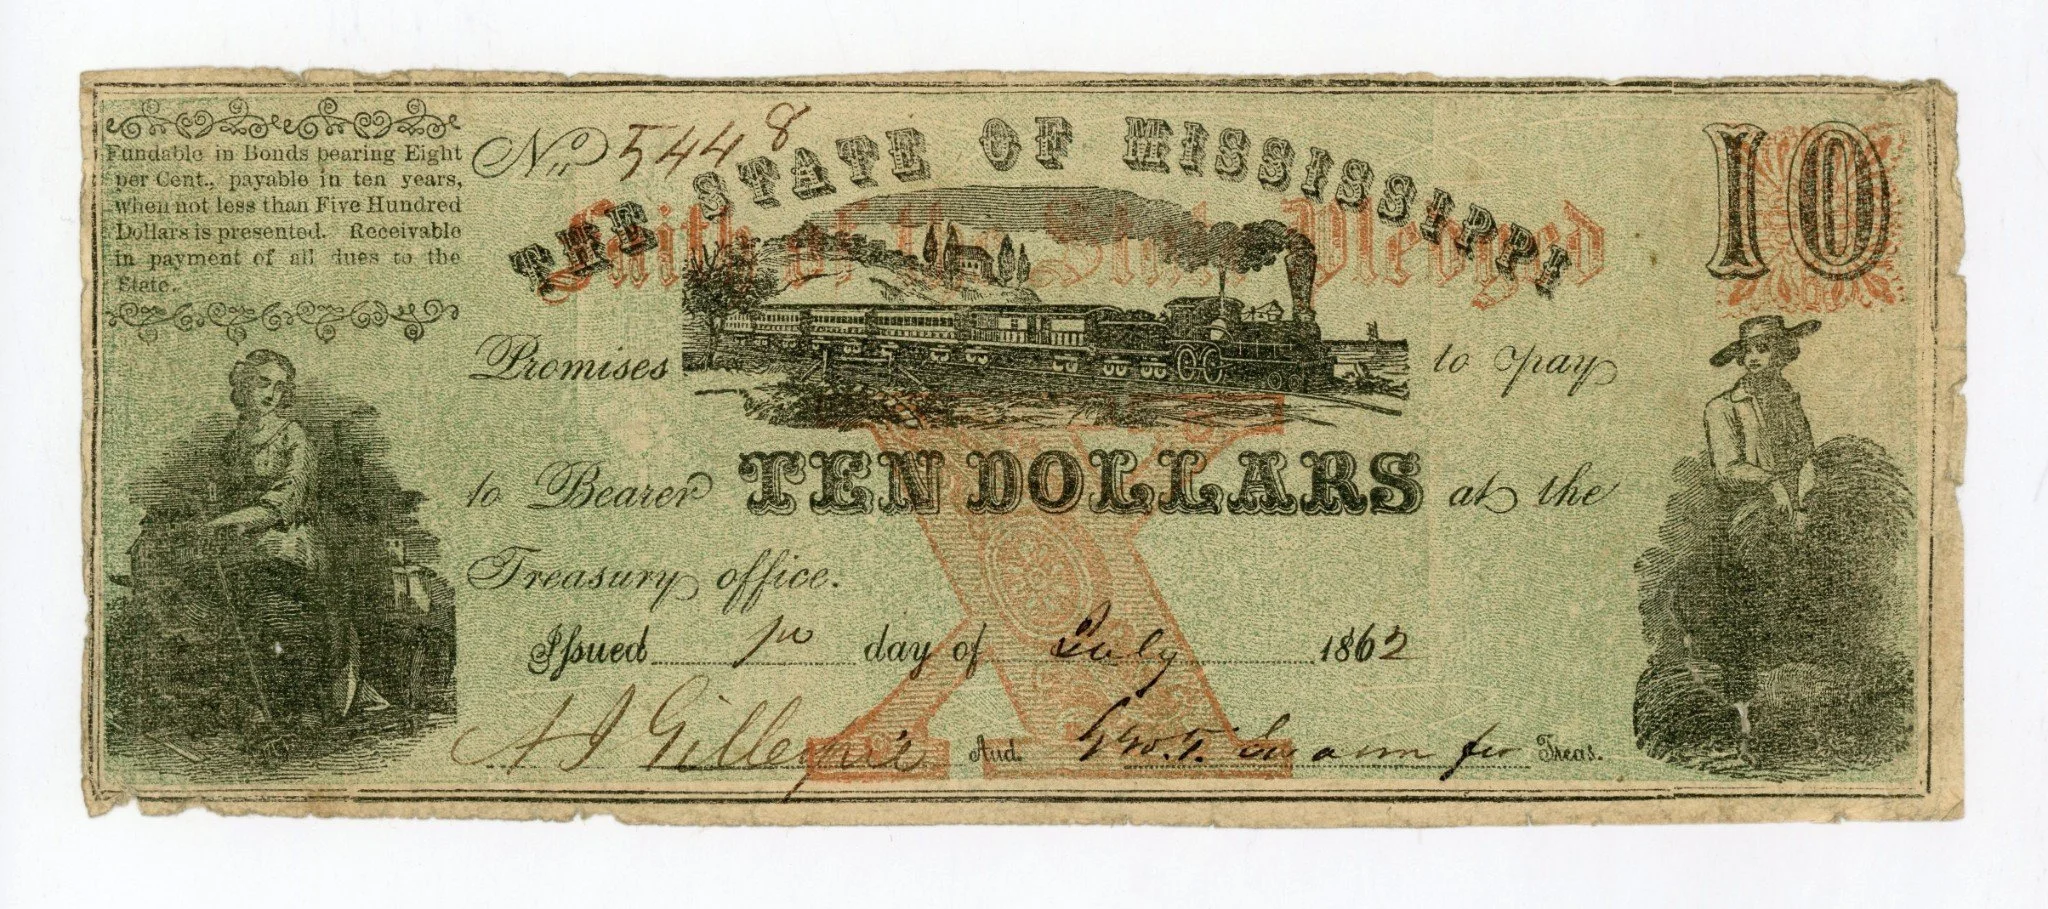 Fundable in Bonds bearing Eight
per Cent., payable in ten years,
when not less than Five Hundred
Dollars is presented. Receivable
in payment of all dues to the
State.
No 5448
THE STATE OF MISSISSIPPI
Faith of the State Pledged
10
Promises to pay
to Bearer TEN DOLLARS at the
X
Treasury office.
Issued day of July 1862
A J Gillespie Aud. for Treas.